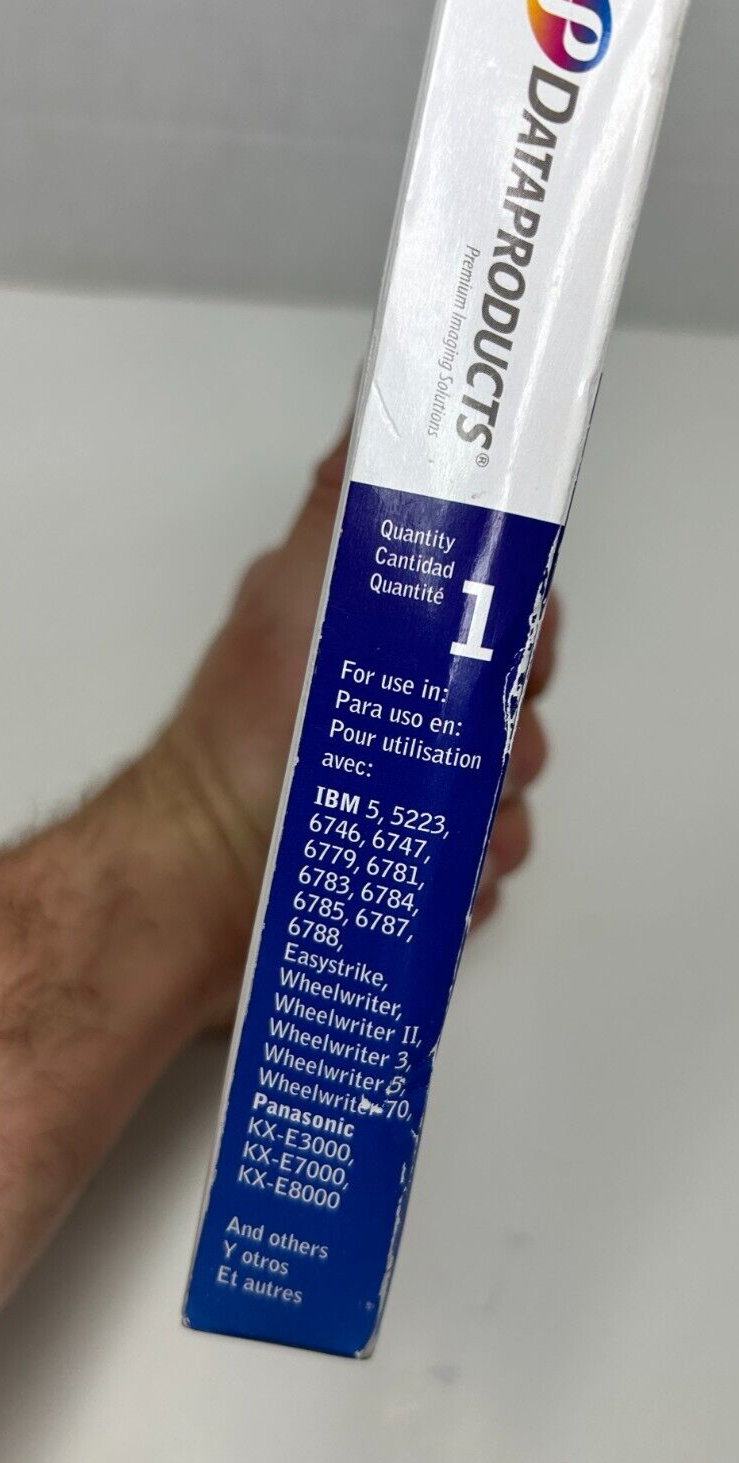 DATAPRODUCTS®
Premium Imaging Solutions
Quantity
Cantidad
Quantité
1
For use in:
Para uso en:
Pour utilisation
avec:
IBM 5, 5223,
6746, 6747,
6779, 6781,
6783, 6784,
6785, 6787,
6788,
Easystrike,
Wheelwriter,
Wheelwriter II,
Wheelwriter 3,
Wheelwriter 5,
Wheelwriter 70,
Panasonic
KX-E3000,
KX-E7000,
KX-E8000
And others
Y otros
Et autres